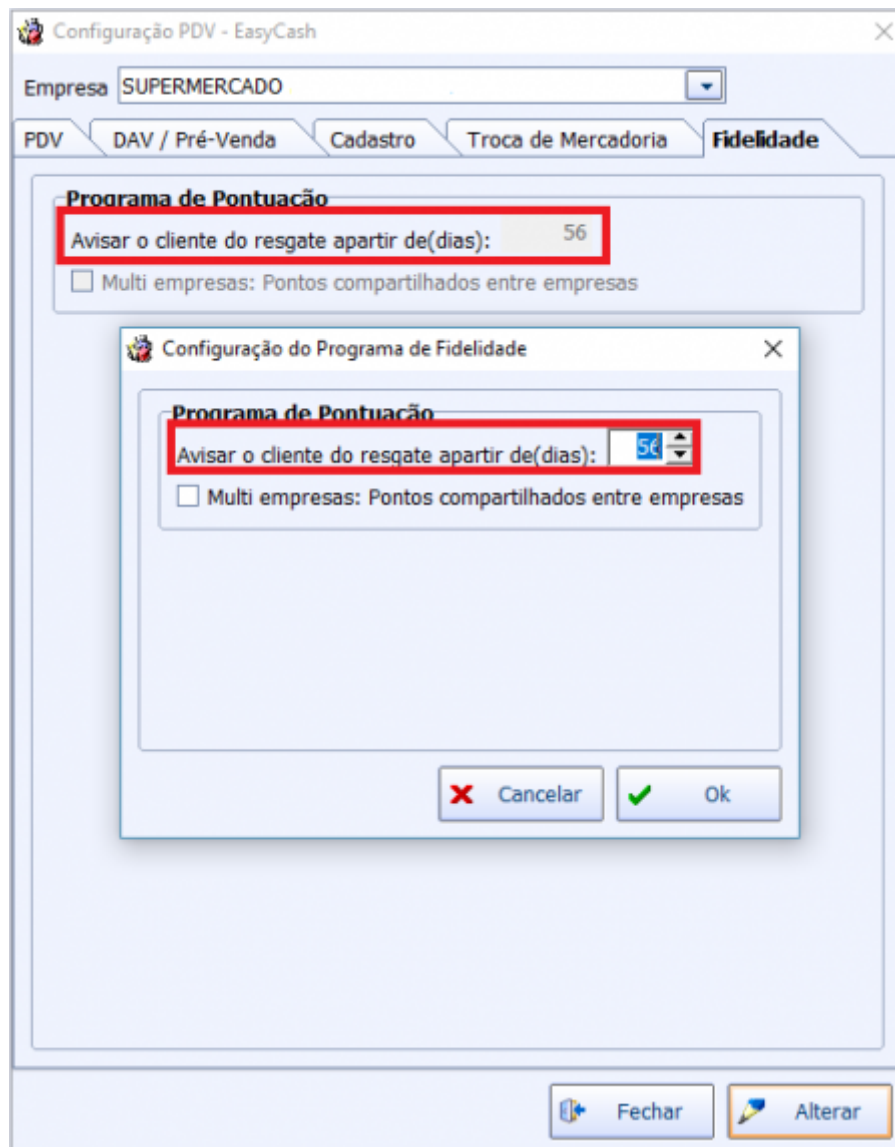 Configuração PDV - EasyCash
Empresa SUPERMERCADO
PDV DAV / Pré-Venda Cadastro Troca de Mercadoria Fidelidade
Programa de Pontuação
Avisar o cliente do resgate apartir de(dias): 56
Multi empresas: Pontos compartilhados entre empresas
Configuração do Programa de Fidelidade
Programa de Pontuação
Avisar o cliente do resgate apartir de(dias): 56
Multi empresas: Pontos compartilhados entre empresas
Cancelar Ok
Fechar Alterar